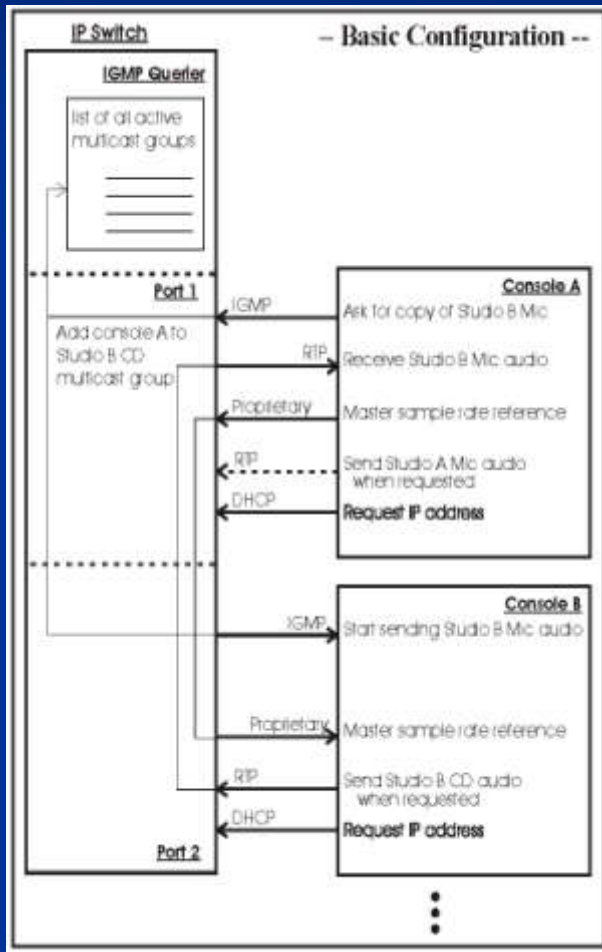 IP Switch
– Basic Configuration --
IGMP Querier
list of all active
multicast groups
Port 1
Add console A to
Studio B CD
multicast group
Console A
IGMP
Ask for copy of Studio B Mic
RTP
Receive Studio B Mic audio
Proprietary
Master sample rate reference
RTP
Send Studio A Mic audio
when requested
DHCP
Request IP address
Console B
IGMP
Start sending Studio B Mic audio
Proprietary
Master sample rate reference
RTP
Send Studio B CD audio
when requested
DHCP
Request IP address
Port 2